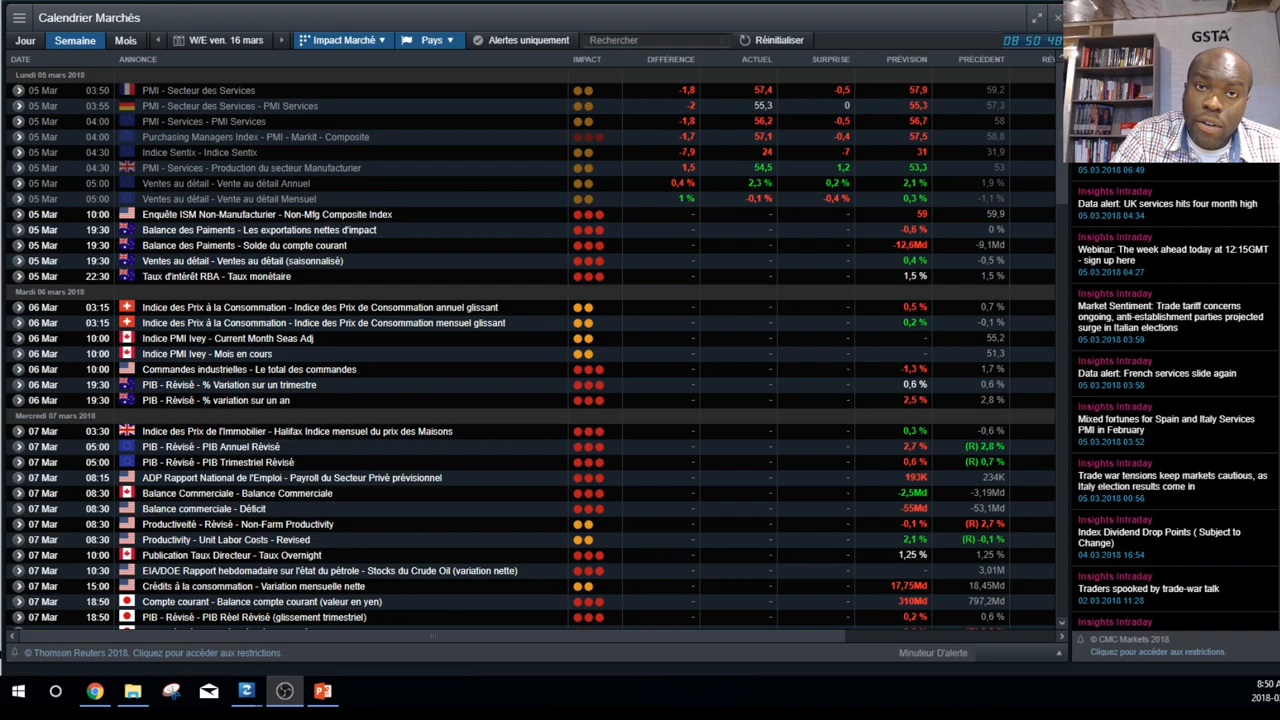 Calendrier Marchés
GSTA
Jour Semaine Mois W/E ven. 16 mars Impact Marché Pays Alertes uniquement Rechercher Réinitialiser 08 50 48
DATE ANNONCE IMPACT DIFFÉRENCE ACTUEL SURPRISE PRÉVISION PRÉCÉDENT
Lundi 05 mars 2018
05 Mar 03:50 PMI - Secteur des Services -1,8 57,4 -0,5 57,9 59,2
05 Mar 03:55 PMI - Secteur des Services - PMI Services -2 55,3 0 55,3 57,3
05 Mar 04:00 PMI - Services - PMI Services -1,8 56,2 -0,5 56,7 58
05 Mar 04:00 Purchasing Managers Index - PMI - Markit - Composite -1,7 57,1 -0,4 57,5 58,8
05 Mar 04:30 Indice Sentix - Indice Sentix -7,9 24 -7 31 31,9
05 Mar 04:30 PMI - Services - Production du secteur Manufacturier 1,5 54,5 1,2 53,3 53
05 Mar 05:00 Ventes au détail - Vente au détail Annuel 0,4 % 2,3 % 0,2 % 2,1 % 1,9 %
05 Mar 05:00 Ventes au détail - Vente au détail Mensuel 1 % -0,1 % -0,4 % 0,3 % -1,1 %
05 Mar 10:00 Enquête ISM Non-Manufacturier - Non-Mfg Composite Index - - - 59 59,9
05 Mar 19:30 Balance des Paiments - Les exportations nettes d'impact - - - -0,6 % 0 %
05 Mar 19:30 Balance des Paiments - Solde du compte courant - - - -12,6Md -9,1Md
05 Mar 19:30 Ventes au détail - Ventes au détail (saisonnalisé) - - - 0,4 % -0,5 %
05 Mar 22:30 Taux d'intérêt RBA - Taux monétaire - - - 1,5 % 1,5 %
Mardi 06 mars 2018
06 Mar 03:15 Indice des Prix à la Consommation - Indice des Prix de Consommation annuel glissant - - - 0,5 % 0,7 %
06 Mar 03:15 Indice des Prix à la Consommation - Indice des Prix de Consommation mensuel glissant - - - 0,2 % -0,1 %
06 Mar 10:00 Indice PMI Ivey - Current Month Seas Adj - - - - 55,2
06 Mar 10:00 Indice PMI Ivey - Mois en cours - - - - 51,3
06 Mar 10:00 Commandes industrielles - Le total des commandes - - - -1,3 % 1,7 %
06 Mar 19:30 PIB - Révisé - % Variation sur un trimestre - - - 0,6 % 0,6 %
06 Mar 19:30 PIB - Révisé - % variation sur un an - - - 2,5 % 2,8 %
Mercredi 07 mars 2018
07 Mar 03:30 Indices des Prix de l'Immobilier - Halifax Indice mensuel du prix des Maisons - - - 0,3 % -0,6 %
07 Mar 05:00 PIB - Révisé - PIB Annuel Révisé - - - 2,7 % (R) 2,8 %
07 Mar 05:00 PIB - Révisé - PIB Trimestriel Révisé - - - 0,6 % (R) 0,7 %
07 Mar 08:15 ADP Rapport National de l'Emploi - Payroll du Secteur Privé prévisionnel - - - 193K 234K
07 Mar 08:30 Balance Commerciale - Balance Commerciale - - - -2,5Md -3,19Md
07 Mar 08:30 Balance commerciale - Déficit - - - -55Md -53,1Md
07 Mar 08:30 Productiveité - Révisé - Non-Farm Productivity - - - -0,1 % (R) 2,7 %
07 Mar 08:30 Productivity - Unit Labor Costs - Revised - - - 2,1 % (R) -0,1 %
07 Mar 10:00 Publication Taux Directeur - Taux Overnight - - - 1,25 % 1,25 %
07 Mar 10:30 EIA/DOE Rapport hebdomadaire sur l'état du pétrole - Stocks du Crude Oil (variation nette) - - - - 3,01M
07 Mar 15:00 Crédits à la consommation - Variation mensuelle nette - - - 17,75Md 18,45Md
07 Mar 18:50 Compte courant - Balance compte courant (valeur en yen) - - - 310Md 797,2Md
07 Mar 18:50 PIB - Révisé - PIB Réel Révisé (glissement trimestriel) - - - 0,2 % 0,6 %
© Thomson Reuters 2018. Cliquez pour accéder aux restrictions. Minuteur D'alerte
05.03.2018 06:49
Insights Intraday
Data alert: UK services hits four month high
05.03.2018 04:34
Insights Intraday
Webinar: The week ahead today at 12:15GMT
- sign up here
05.03.2018 04:27
Insights Intraday
Market Sentiment: Trade tariff concerns
ongoing, anti-establishment parties projected
surge in Italian elections
05.03.2018 03:59
Insights Intraday
Data alert: French services slide again
05.03.2018 03:58
Insights Intraday
Mixed fortunes for Spain and Italy Services
PMI in February
05.03.2018 03:52
Insights Intraday
Trade war tensions keep markets cautious, as
Italy election results come in
05.03.2018 00:56
Insights Intraday
Index Dividend Drop Points ( Subject to
Change)
04.03.2018 16:54
Insights Intraday
Traders spooked by trade-war talk
02.03.2018 11:28
Insights Intraday
© CMC Markets 2018.
Cliquez pour accéder aux restrictions.
8:50 A
2018-0